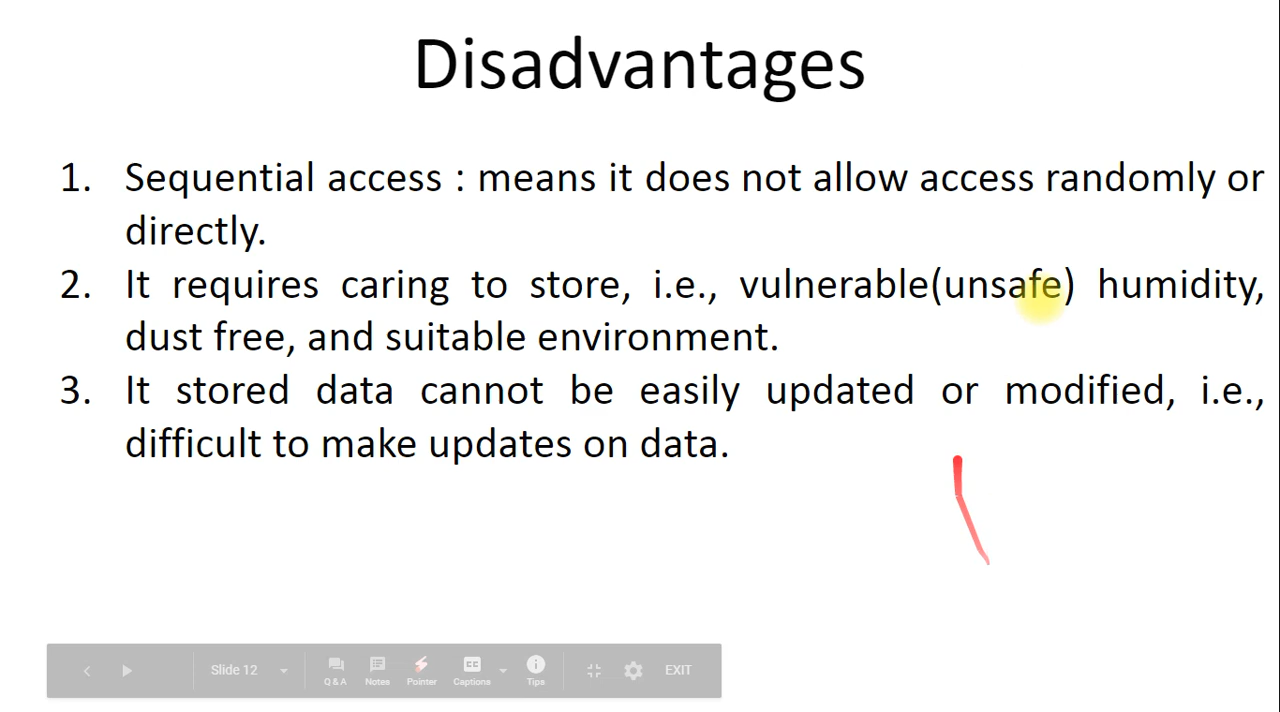 Disadvantages
1. Sequential access : means it does not allow access randomly or
directly.
2. It requires caring to store, i.e., vulnerable(unsafe) humidity,
dust free, and suitable environment.
3. It stored data cannot be easily updated or modified, i.e.,
difficult to make updates on data.
Slide 12 Q & A Notes Pointer CC Captions Tips EXIT